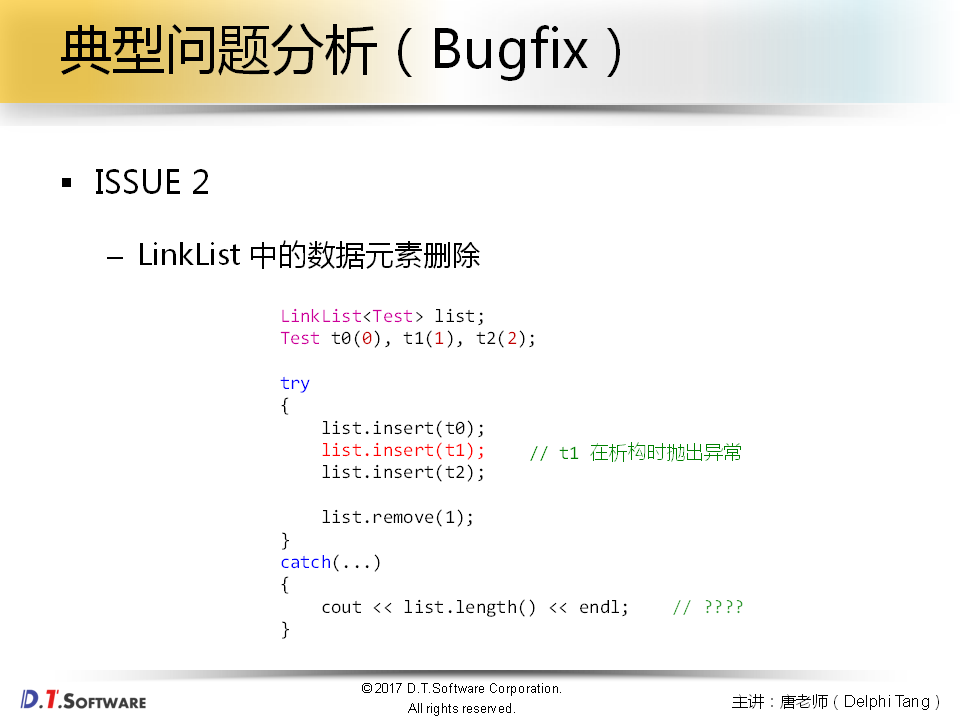 典型问题分析（Bugfix）
▪ ISSUE 2
– LinkList 中的数据元素删除
LinkList<Test> list;
Test t0(0), t1(1), t2(2);
try
{
list.insert(t0);
list.insert(t1); // t1 在析构时抛出异常
list.insert(t2);
list.remove(1);
}
catch(...)
{
cout << list.length() << endl; // ????
}
D.T.SOFTWARE
©2017 D.T.Software Corporation.
All rights reserved.
主讲：唐老师（Delphi Tang）